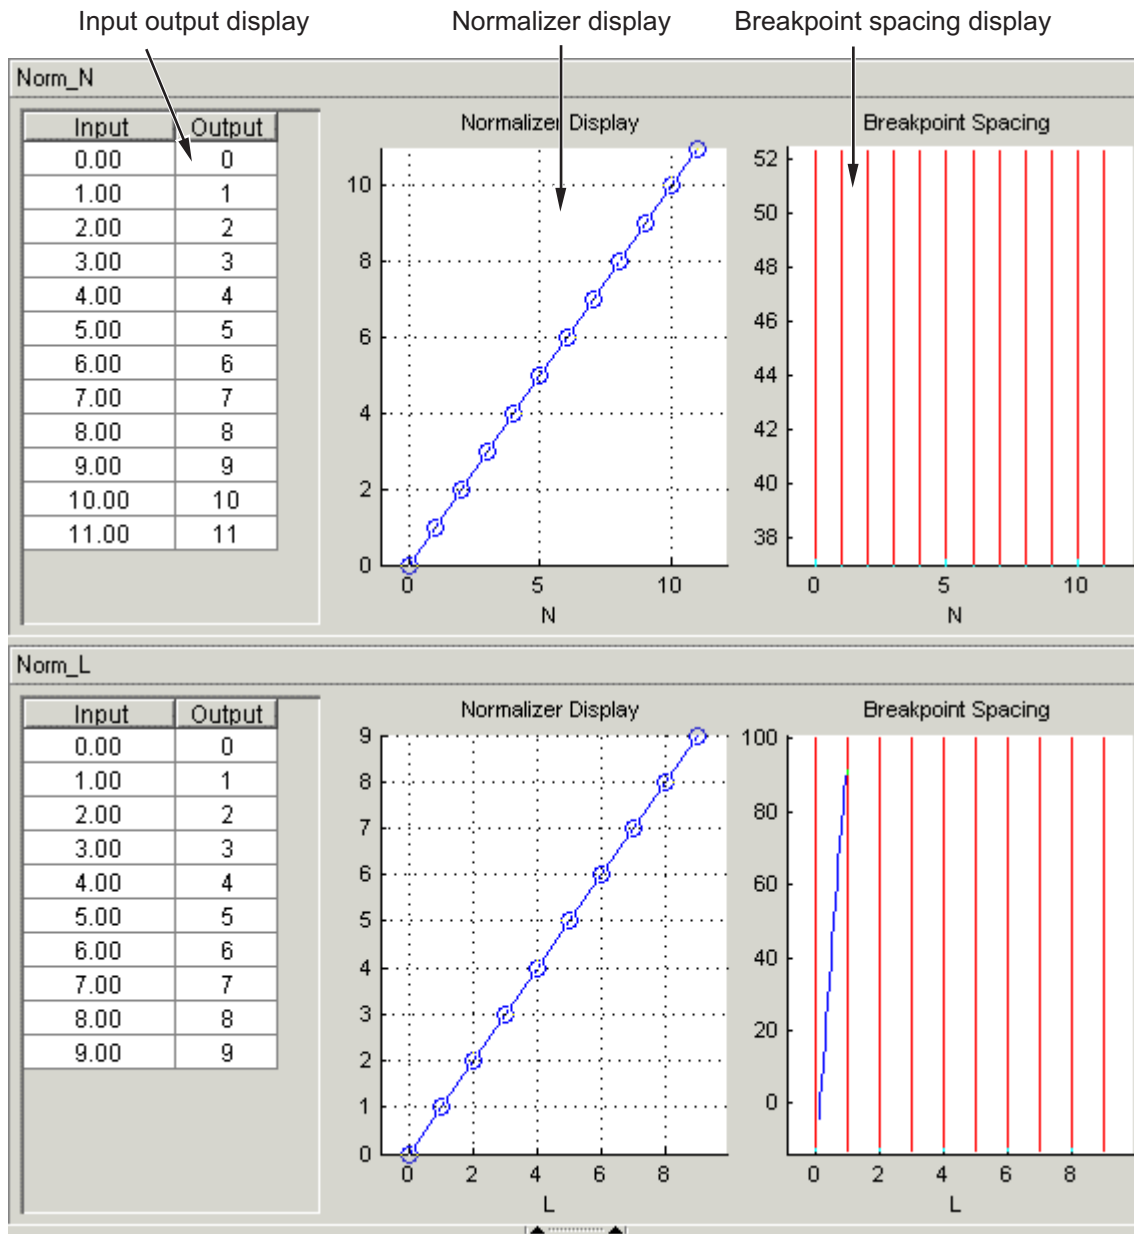 Input output display
Normalizer display
Breakpoint spacing display
Norm_N
Input Output
0.00 0
1.00 1
2.00 2
3.00 3
4.00 4
5.00 5
6.00 6
7.00 7
8.00 8
9.00 9
10.00 10
11.00 11
Normalizer Display
10
8
6
4
2
0
0 5 10
N
Breakpoint Spacing
52
50
48
46
44
42
40
38
0 5 10
N
Norm_L
Input Output
0.00 0
1.00 1
2.00 2
3.00 3
4.00 4
5.00 5
6.00 6
7.00 7
8.00 8
9.00 9
Normalizer Display
9
8
7
6
5
4
3
2
1
0
0 2 4 6 8
L
Breakpoint Spacing
100
80
60
40
20
0
0 2 4 6 8
L